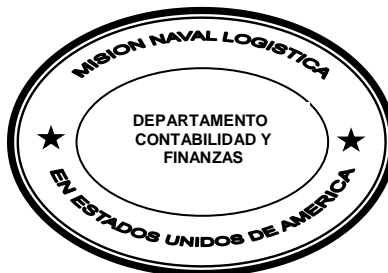 MISION NAVAL LOGISTICA
DEPARTAMENTO
CONTABILIDAD Y
FINANZAS
EN ESTADOS UNIDOS DE AMERICA